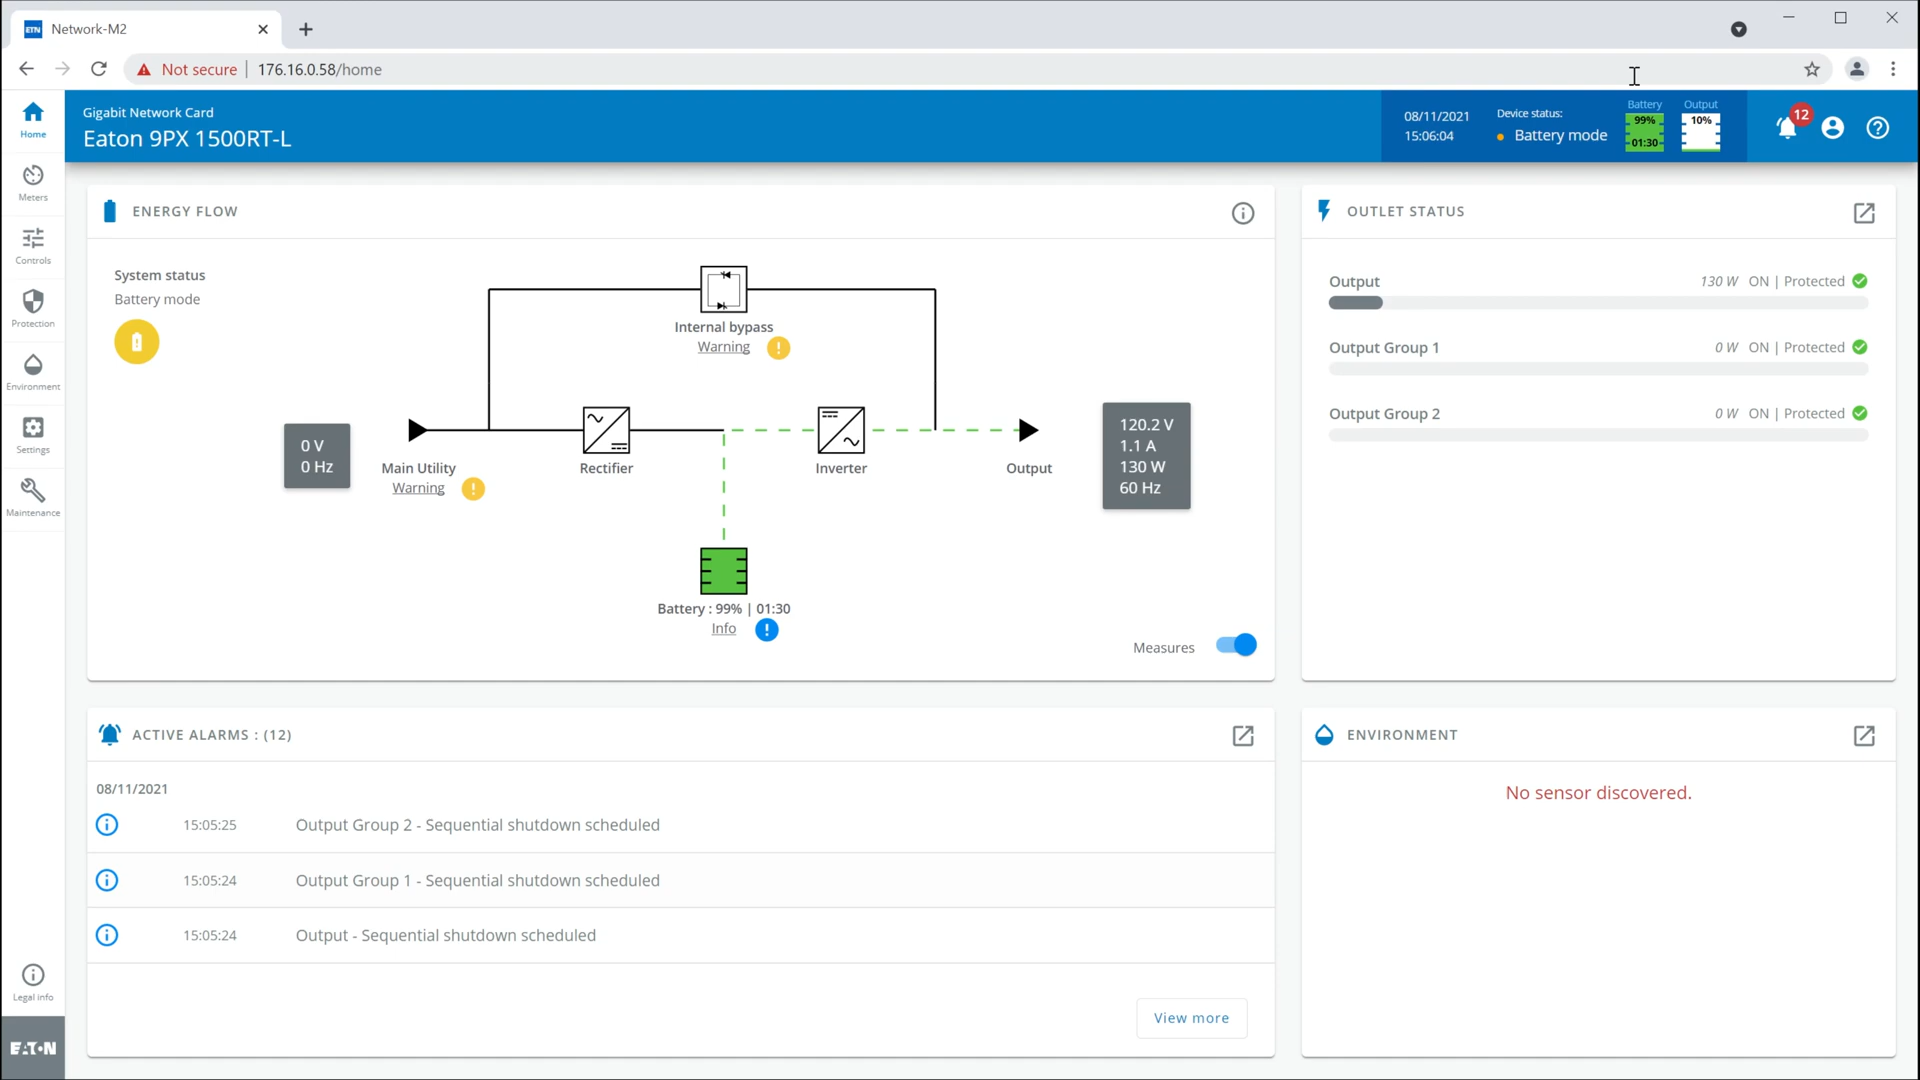 ETN Network-M2
Not secure 176.16.0.58/home
Home
Meters
Controls
Protection
Environment
Settings
Maintenance
Legal info
EATON
Gigabit Network Card
Eaton 9PX 1500RT-L
08/11/2021
15:06:04
Device status:
Battery mode
Battery
99%
01:30
Output
10%
12
ENERGY FLOW
System status
Battery mode
Internal bypass
Warning
0 V
0 Hz
Main Utility
Warning
Rectifier
Inverter
Output
120.2 V
1.1 A
130 W
60 Hz
Battery : 99% | 01:30
Info
Measures
OUTLET STATUS
Output 130 W ON | Protected
Output Group 1 0 W ON | Protected
Output Group 2 0 W ON | Protected
ACTIVE ALARMS : (12)
08/11/2021
15:05:25 Output Group 2 - Sequential shutdown scheduled
15:05:24 Output Group 1 - Sequential shutdown scheduled
15:05:24 Output - Sequential shutdown scheduled
View more
ENVIRONMENT
No sensor discovered.